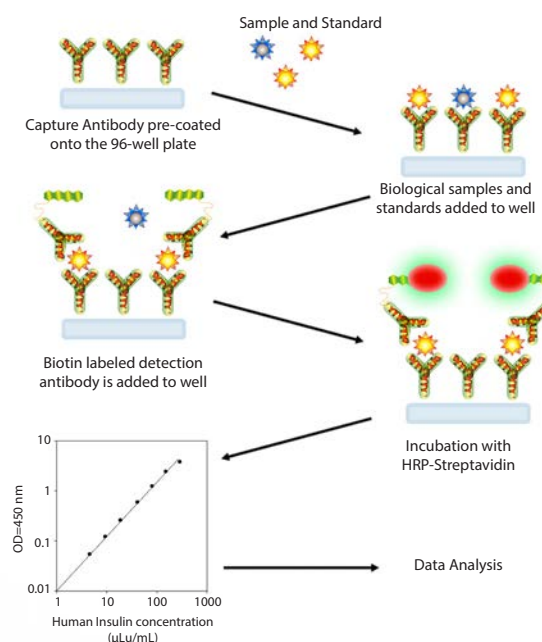 Sample and Standard
Capture Antibody pre-coated
onto the 96-well plate
Biological samples and
standards added to well
Biotin labeled detection
antibody is added to well
Incubation with
HRP-Streptavidin
10
1
0.1
0.01
OD=450 nm
1
10
100
1000
Human Insulin concentration
(µLu/mL)
Data Analysis